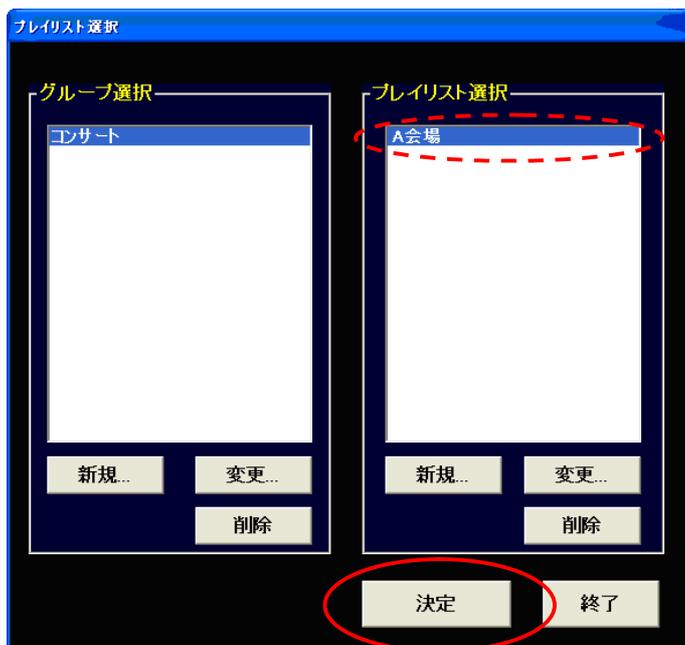 プレイリスト選択
グループ選択
コンサート
新規...
変更...
削除
プレイリスト選択
A会場
新規...
変更...
削除
決定
終了